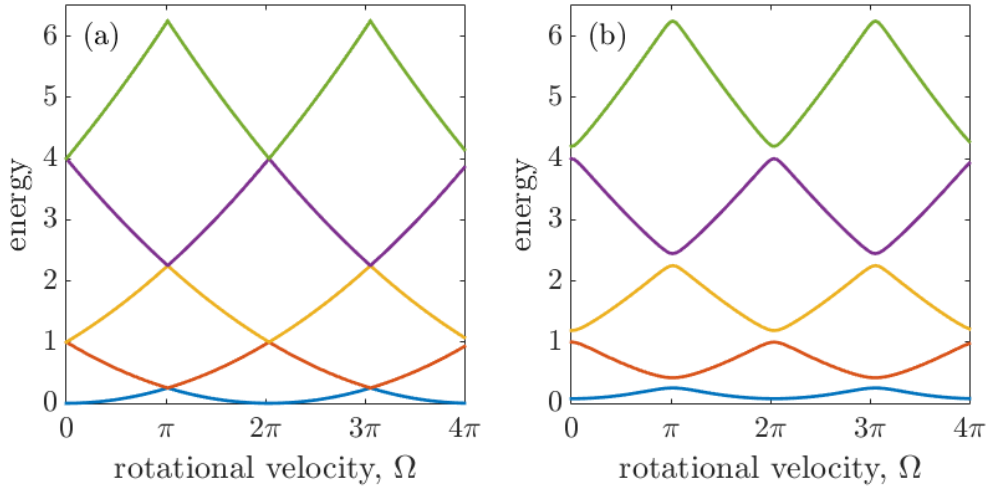 (a)
energy
6
5
4
3
2
1
0
0 π 2π 3π 4π
rotational velocity, Ω
(b)
energy
6
5
4
3
2
1
0
0 π 2π 3π 4π
rotational velocity, Ω